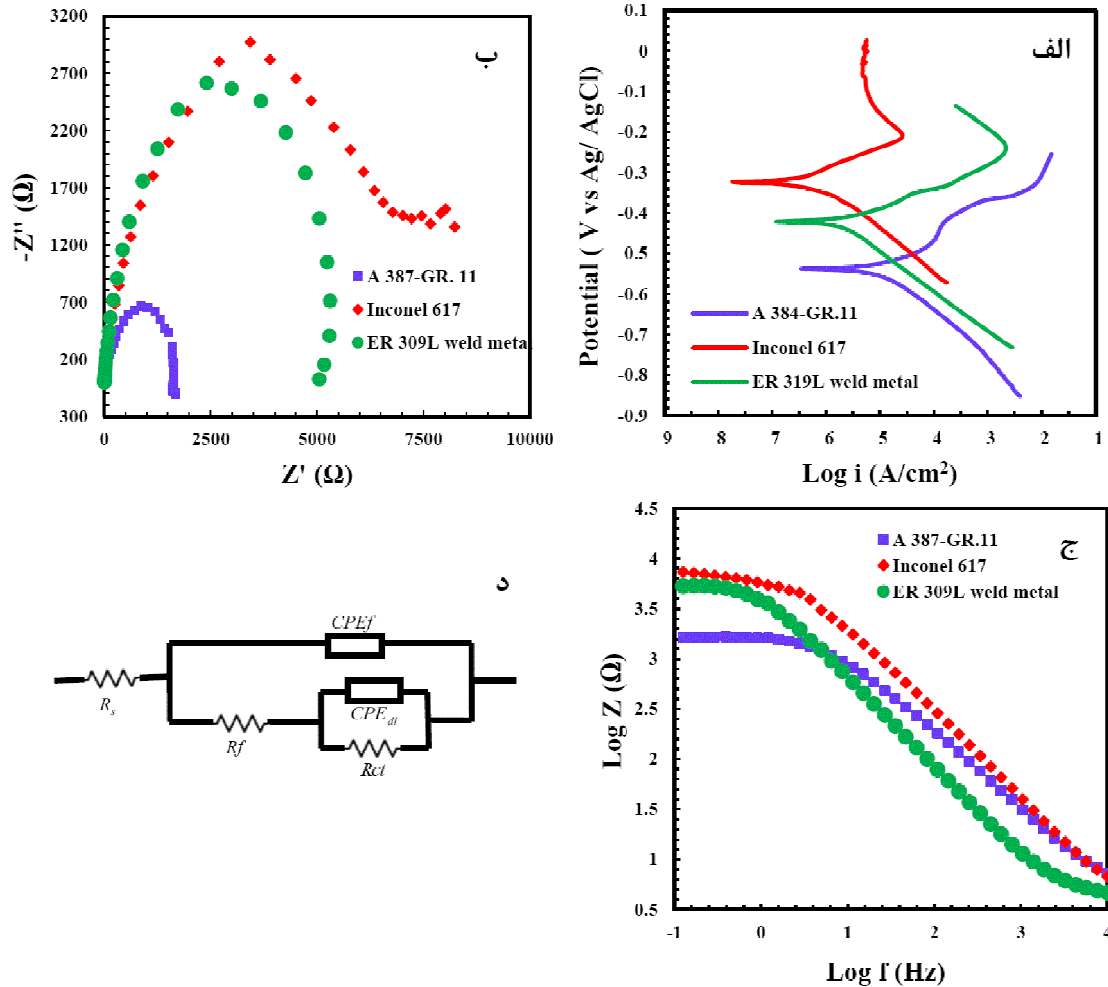 ب
3200
2700
2200
1700
1200
700
200
300
0
2500
5000
7500
10000
-Z'' (Ω)
Z' (Ω)
A 387-GR. 11
Inconel 617
ER 309L weld metal
الف
0.1
0
-0.1
-0.2
-0.3
-0.4
-0.5
-0.6
-0.7
-0.8
-0.9
9
8
7
6
5
4
3
2
1
Potential ( V vs Ag/ AgCl)
Log i (A/cm²)
A 384-GR.11
Inconel 617
ER 319L weld metal
د
CPEf
Rs
CPEdl
Rf
Rct
ج
4.5
4
3.5
3
2.5
2
1.5
1
0.5
-1
0
1
2
3
4
Log Z (Ω)
Log f (Hz)
A 387-GR.11
Inconel 617
ER 309L weld metal